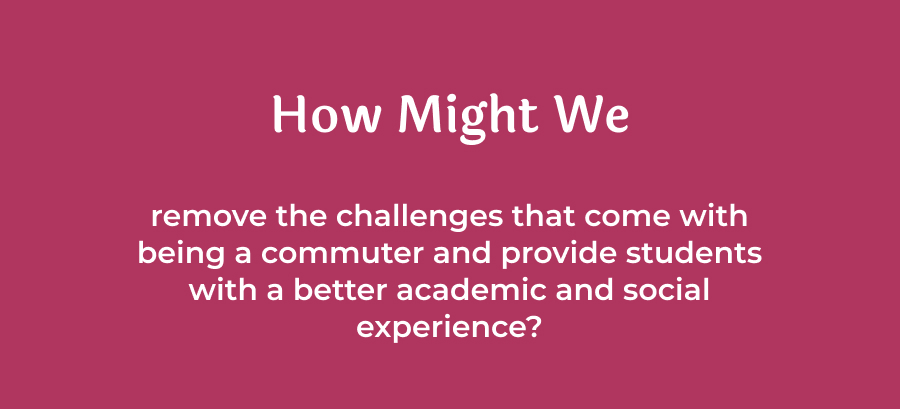 How Might We
remove the challenges that come with
being a commuter and provide students
with a better academic and social
experience?